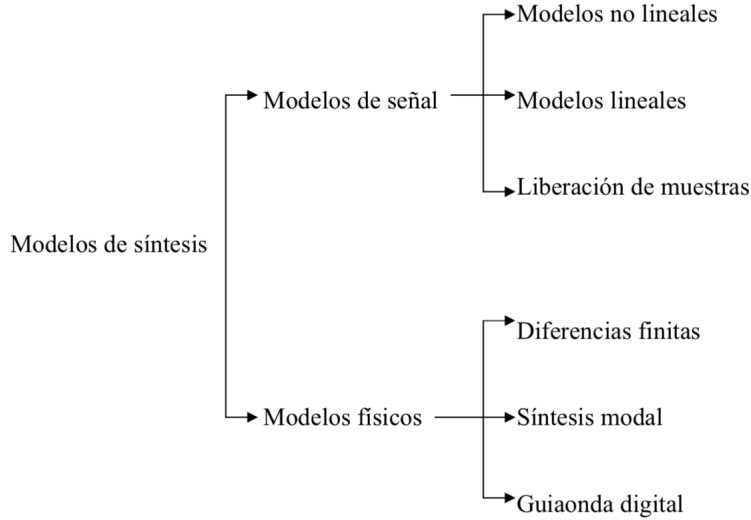 Modelos de síntesis
Modelos de señal
Modelos no lineales
Modelos lineales
Liberación de muestras
Modelos físicos
Diferencias finitas
Síntesis modal
Guiaonda digital